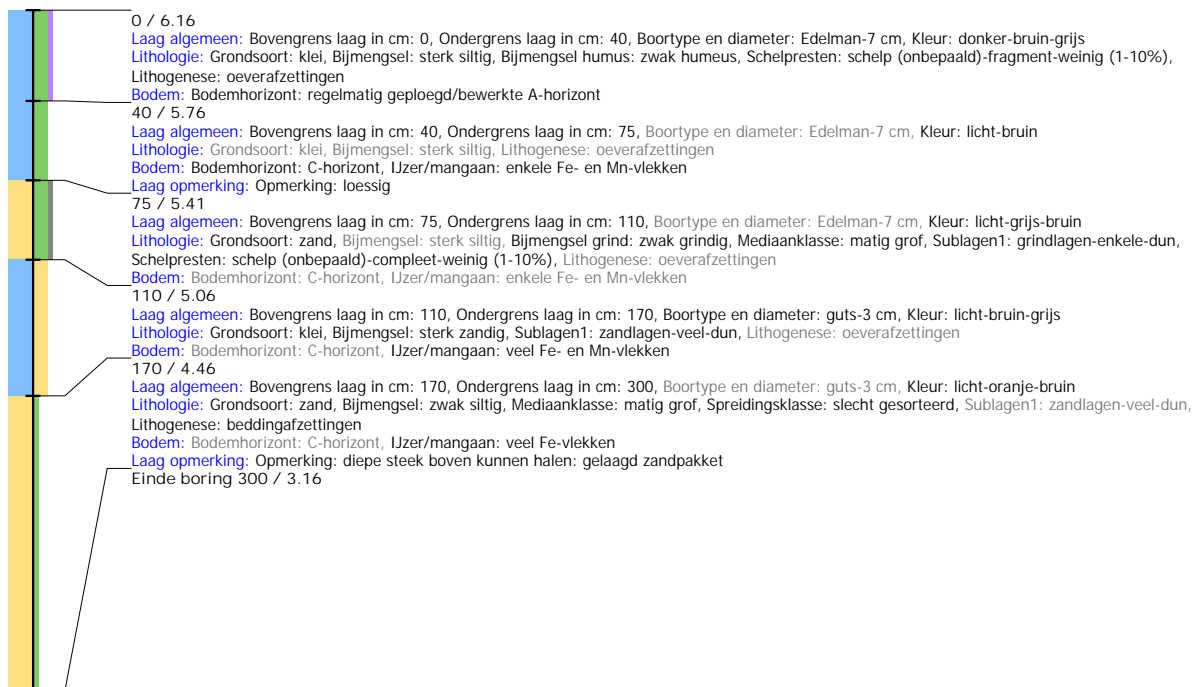 0 / 6.16
Laag algemeen: Bovengrens laag in cm: 0, Ondergrens laag in cm: 40, Boortype en diameter: Edelman-7 cm, Kleur: donker-bruin-grijs
Lithologie: Grondsoort: klei, Bijmengsel: sterk siltig, Bijmengsel humus: zwak humeus, Schelpresten: schelp (onbepaald)-fragment-weinig (1-10%),
Lithogenese: oeverafzettingen
Bodem: Bodemhorizont: regelmatig geploegd/bewerkte A-horizont
40 / 5.76
Laag algemeen: Bovengrens laag in cm: 40, Ondergrens laag in cm: 75, Boortype en diameter: Edelman-7 cm, Kleur: licht-bruin
Lithologie: Grondsoort: klei, Bijmengsel: sterk siltig, Lithogenese: oeverafzettingen
Bodem: Bodemhorizont: C-horizont, IJzer/mangaan: enkele Fe- en Mn-vlekken
Laag opmerking: Opmerking: loessig
75 / 5.41
Laag algemeen: Bovengrens laag in cm: 75, Ondergrens laag in cm: 110, Boortype en diameter: Edelman-7 cm, Kleur: licht-grijs-bruin
Lithologie: Grondsoort: zand, Bijmengsel: sterk siltig, Bijmengsel grind: zwak grindig, Mediaanklasse: matig grof, Sublagen1: grindlagen-enkele-dun,
Schelpresten: schelp (onbepaald)-compleet-weinig (1-10%), Lithogenese: oeverafzettingen
Bodem: Bodemhorizont: C-horizont, IJzer/mangaan: enkele Fe- en Mn-vlekken
110 / 5.06
Laag algemeen: Bovengrens laag in cm: 110, Ondergrens laag in cm: 170, Boortype en diameter: guts-3 cm, Kleur: licht-bruin-grijs
Lithologie: Grondsoort: klei, Bijmengsel: sterk zandig, Sublagen1: zandlagen-veel-dun, Lithogenese: oeverafzettingen
Bodem: Bodemhorizont: C-horizont, IJzer/mangaan: veel Fe- en Mn-vlekken
170 / 4.46
Laag algemeen: Bovengrens laag in cm: 170, Ondergrens laag in cm: 300, Boortype en diameter: guts-3 cm, Kleur: licht-oranje-bruin
Lithologie: Grondsoort: zand, Bijmengsel: zwak siltig, Mediaanklasse: matig grof, Spreidingsklasse: slecht gesorteerd, Sublagen1: zandlagen-veel-dun,
Lithogenese: beddingafzettingen
Bodem: Bodemhorizont: C-horizont, IJzer/mangaan: veel Fe-vlekken
Laag opmerking: Opmerking: diepe steek boven kunnen halen: gelaagd zandpakket
Einde boring 300 / 3.16